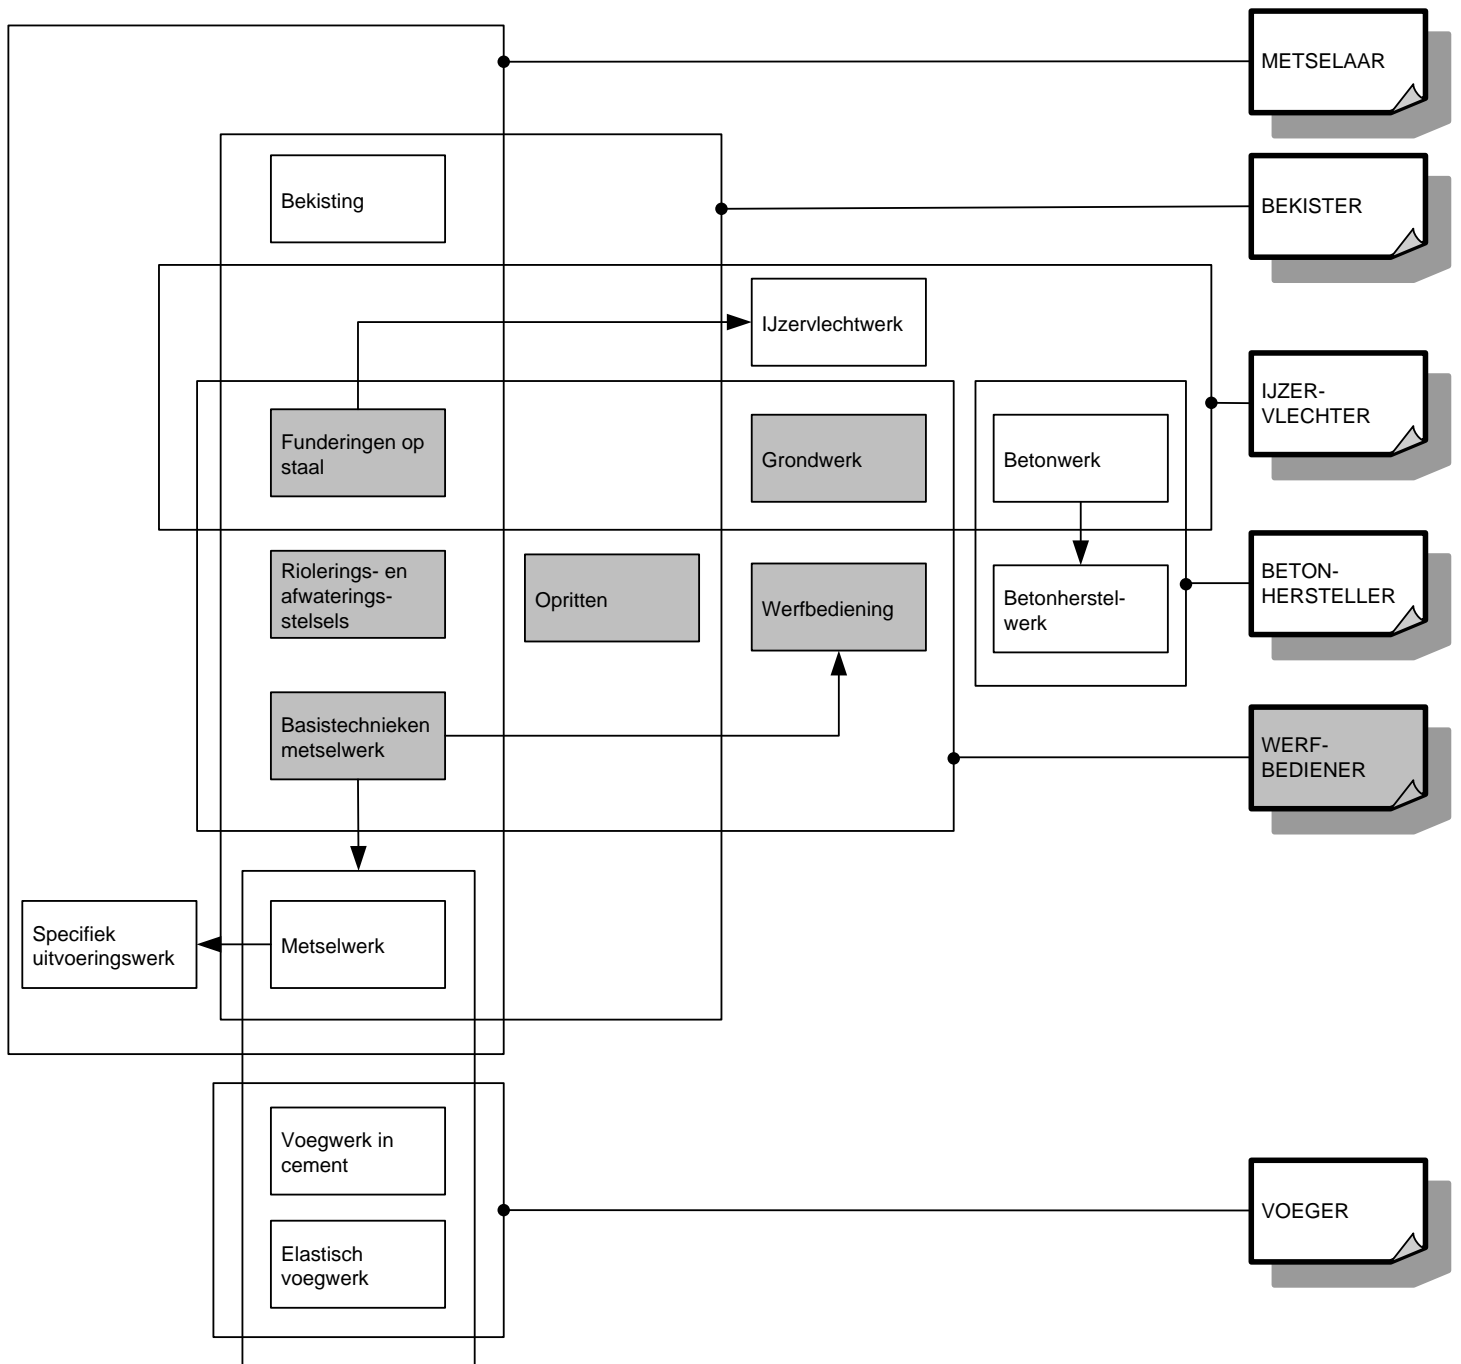 METSELAAR
Bekisting
BEKISTER
IJzervlechtwerk
IJZER-
VLECHTER
Funderingen op
staal
Grondwerk
Betonwerk
Riolerings- en
afwaterings-
stelsels
Opritten
Werfbediening
Betonherstel-
werk
BETON-
HERSTELLER
Basistechnieken
metselwerk
WERF-
BEDIENER
Specifiek
uitvoeringswerk
Metselwerk
Voegwerk in
cement
VOEGER
Elastisch
voegwerk